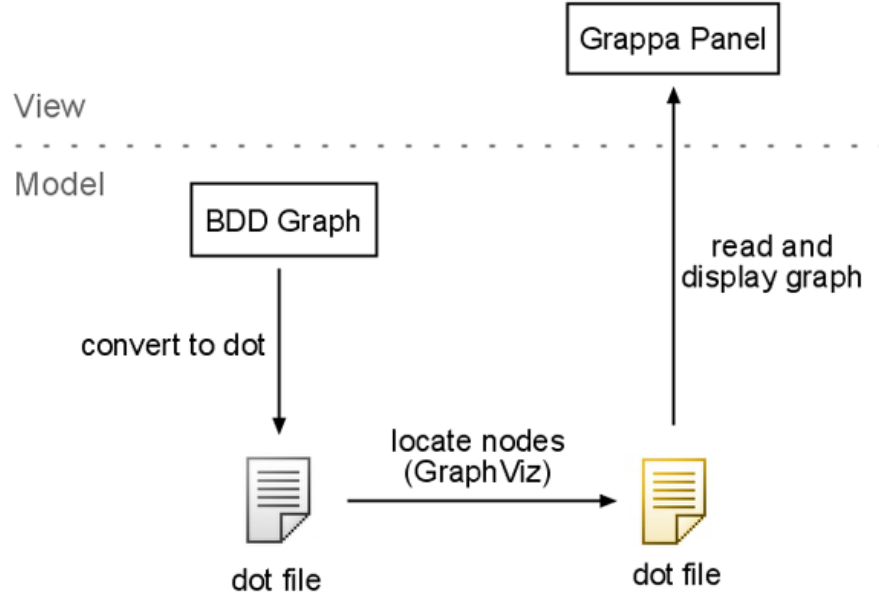 Grappa Panel
View
Model
BDD Graph
read and
display graph
convert to dot
locate nodes
(GraphViz)
dot file
dot file